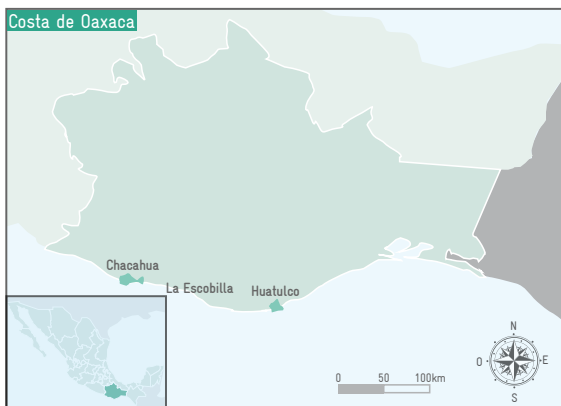 Costa de Oaxaca
Chacahua
La Escobilla
Huatulco
N
O
E
S
0 50 100km